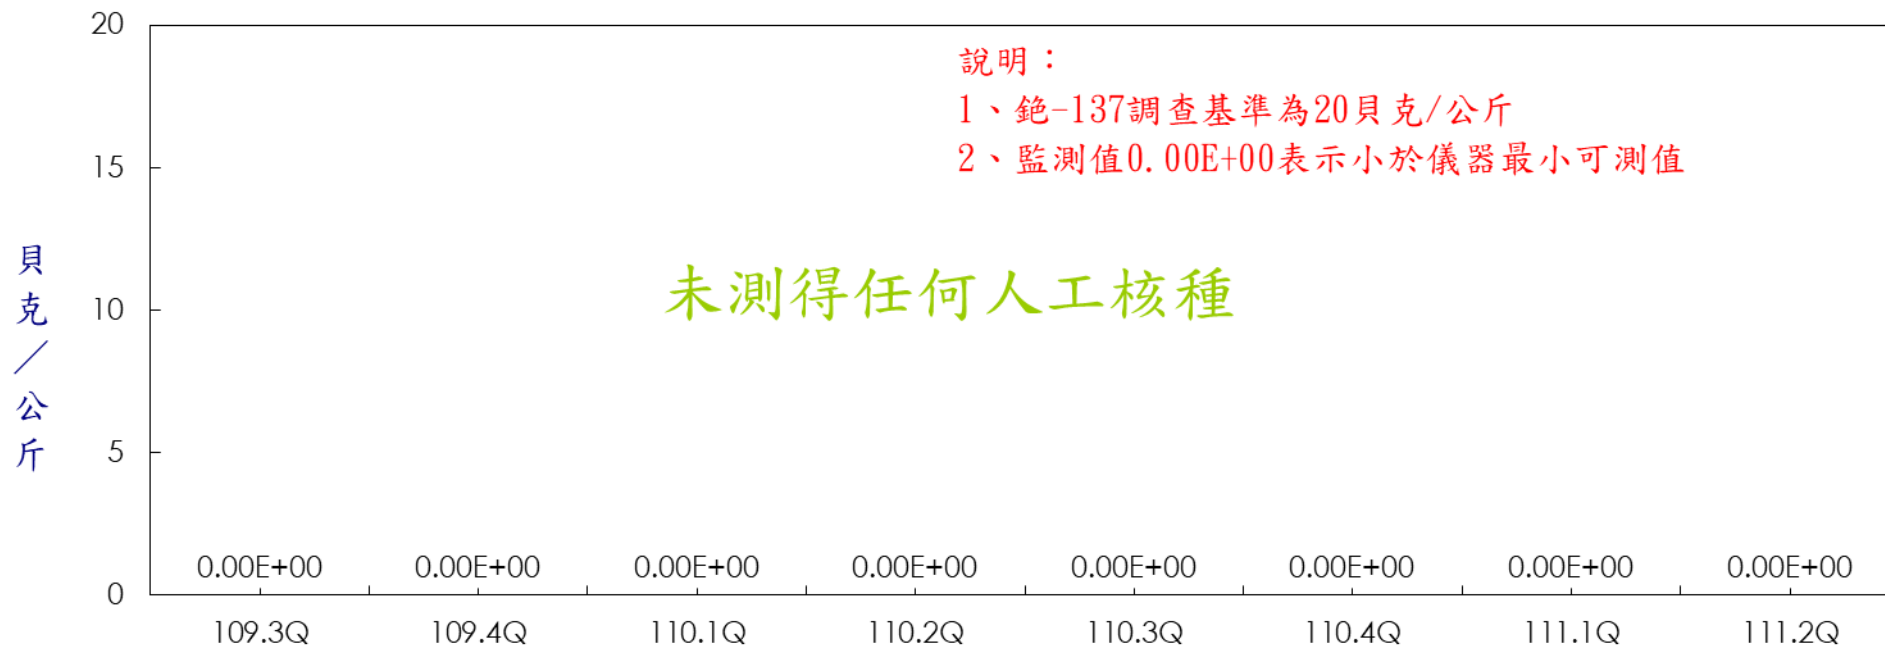 說明：
1、銫-137調查基準為20貝克/公斤
2、監測值0.00E+00表示小於儀器最小可測值
未測得任何人工核種
貝克／公斤
20
15
10
5
0
0.00E+00 0.00E+00 0.00E+00 0.00E+00 0.00E+00 0.00E+00 0.00E+00 0.00E+00
109.3Q 109.4Q 110.1Q 110.2Q 110.3Q 110.4Q 111.1Q 111.2Q